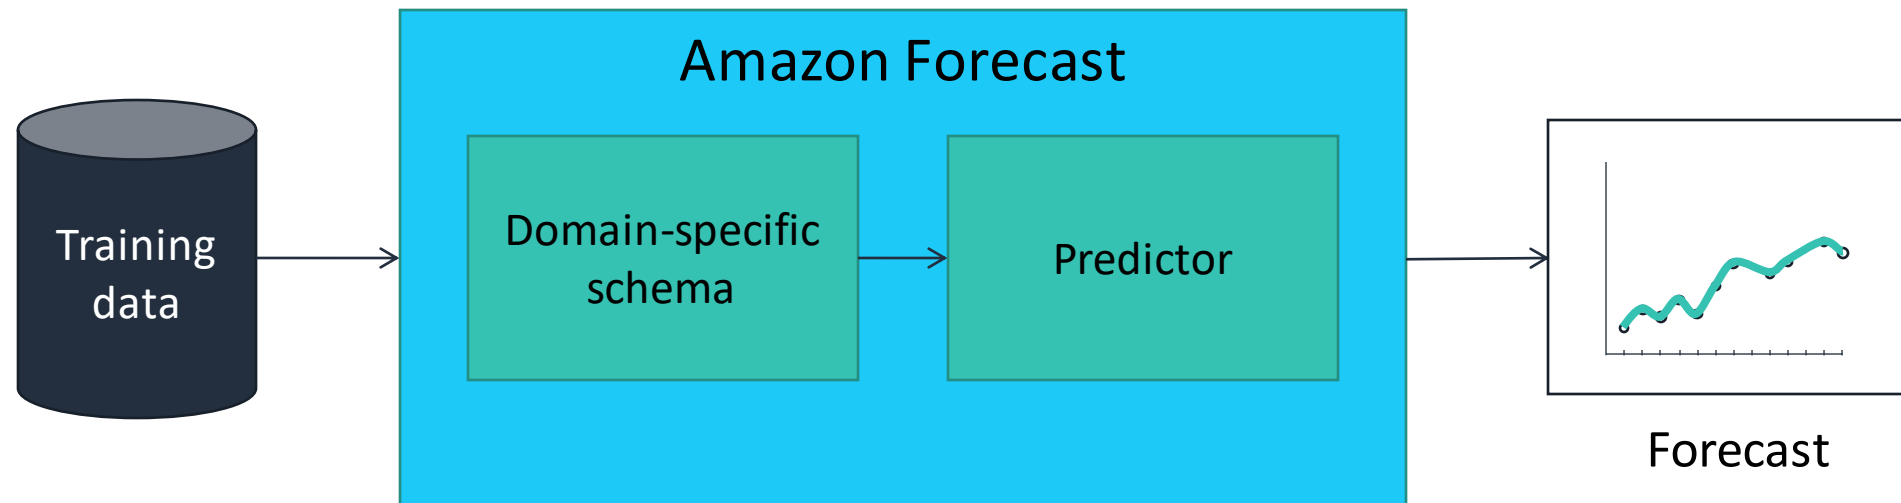 Amazon Forecast
Training
data
Domain-specific
schema
Predictor
Forecast